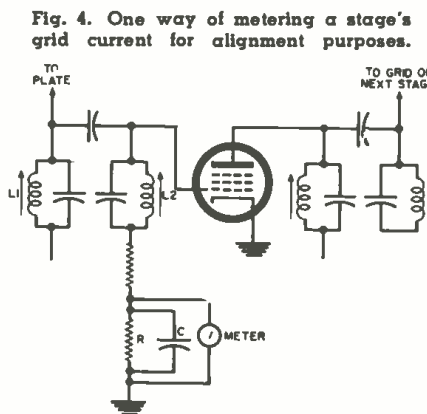 Fig. 4. One way of metering a stage's
grid current for alignment purposes.
TO
PLATE
TO GRID OF
NEXT STAGE
L1
L2
R
C
METER